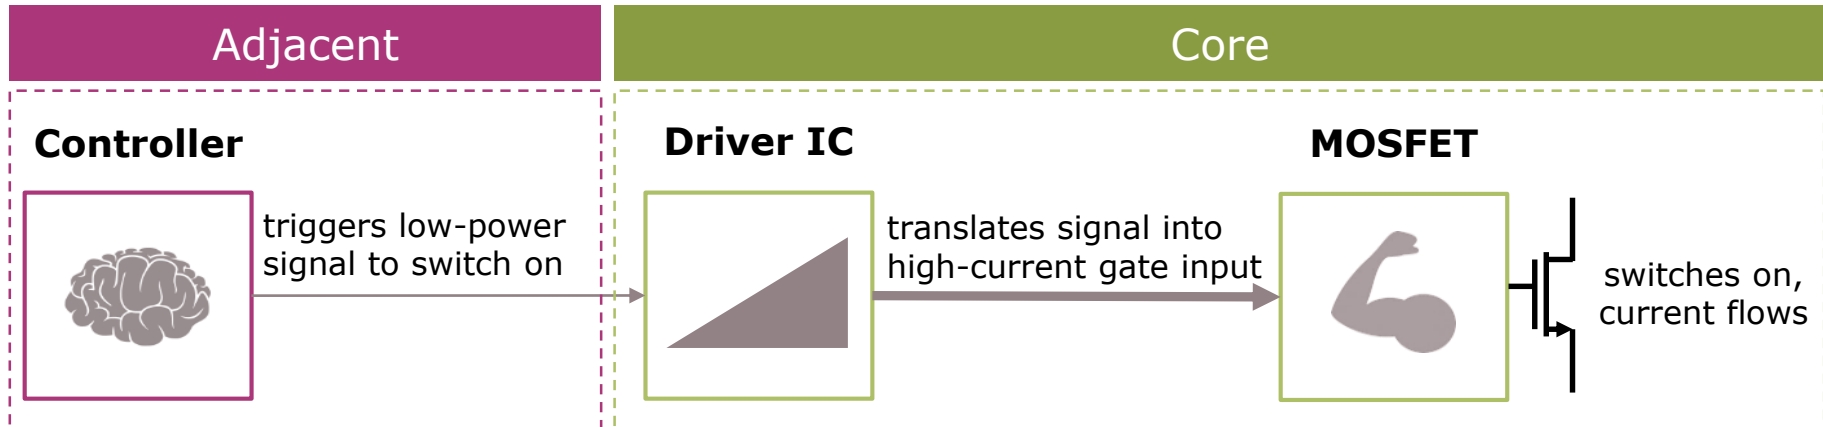 Adjacent
Core
Controller
Driver IC
MOSFET
triggers low-power
signal to switch on
translates signal into
high-current gate input
switches on,
current flows